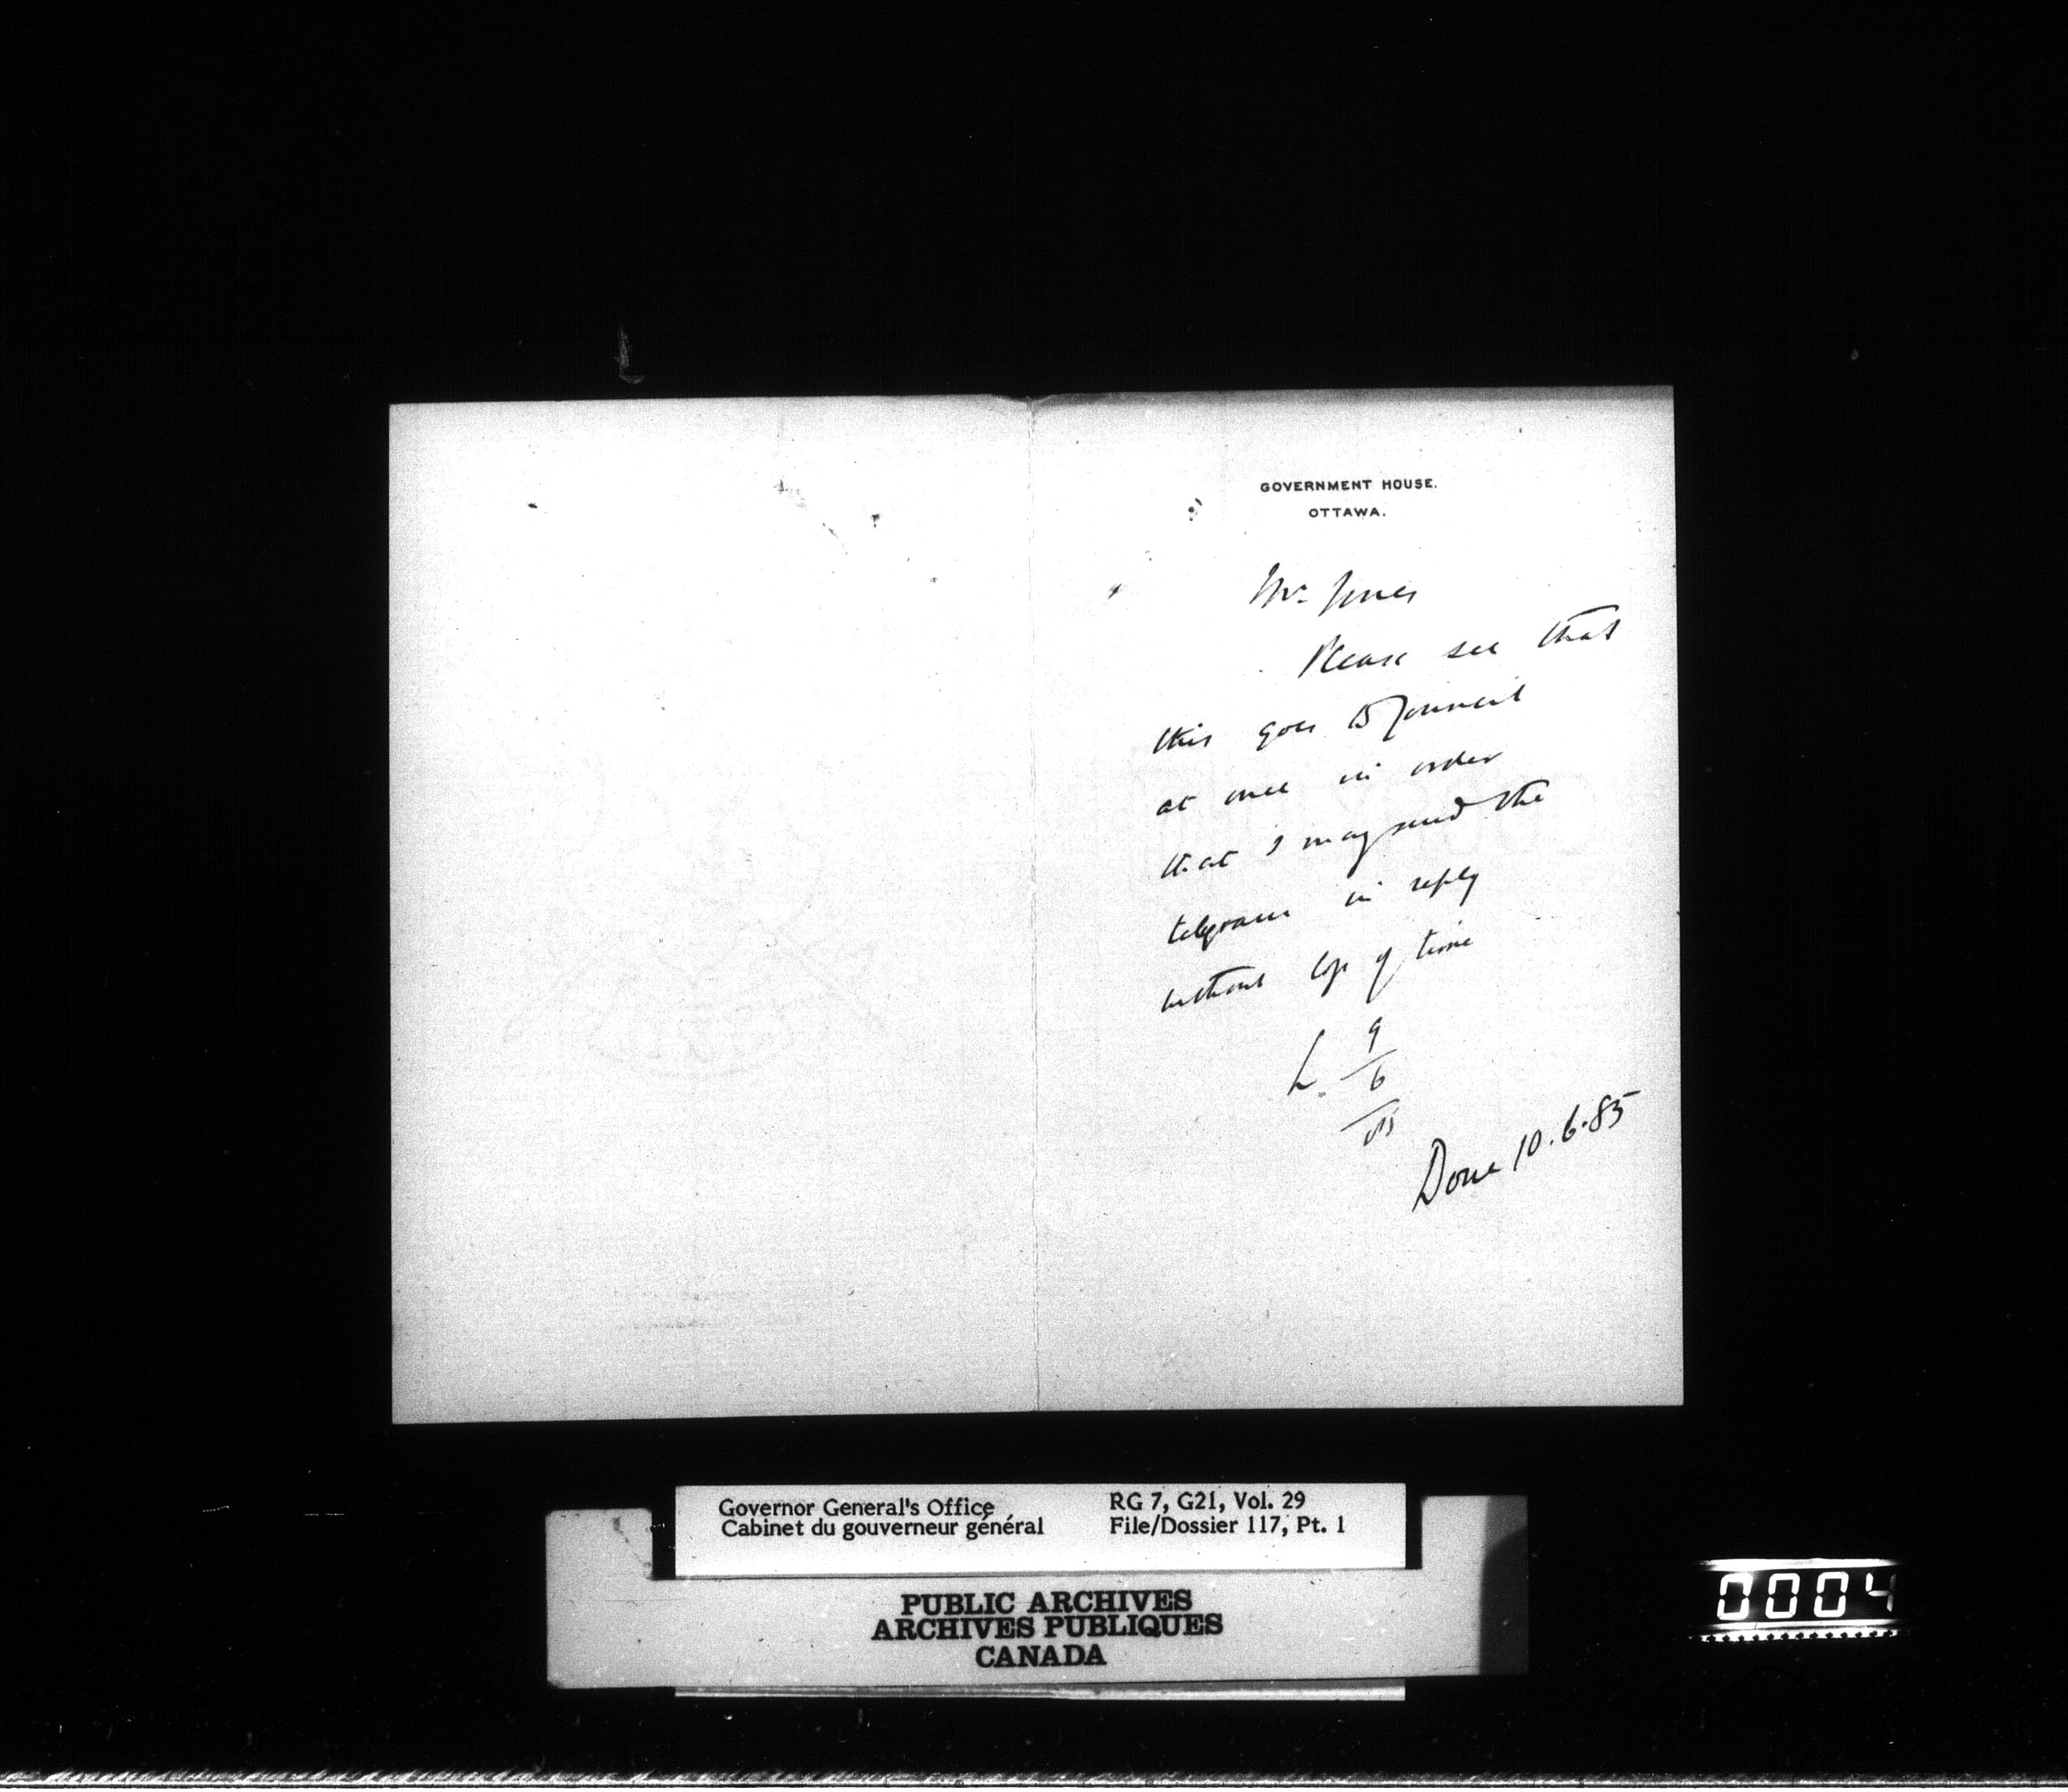 GOVERNMENT HOUSE.
OTTAWA.
Mr. Jones
Please see that
this goes to Council
at once in order
that I may send the
telegram in reply
without loss of time
L. 9
6
85
Done 10.6.85
Governor General's Office
Cabinet du gouverneur général
RG 7, G21, Vol. 29
File/Dossier 117, Pt. 1
PUBLIC ARCHIVES
ARCHIVES PUBLIQUES
CANADA
0004